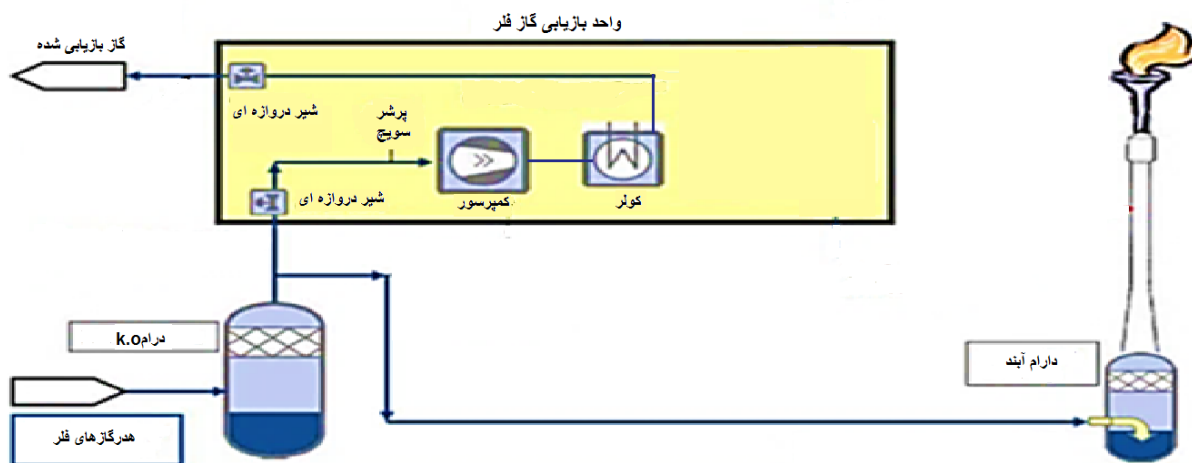 واحد بازیابی گاز فلر
گاز بازیابی شده
شیر دروازه ای
پرشر
سویچ
شیر دروازه ای
کمپرسور
کولر
درامk.o
دارام آبند
هدرگازهای فلر